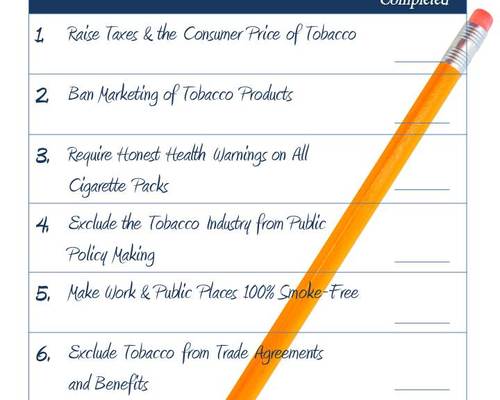 Completed
1. Raise Taxes & the Consumer Price of Tobacco
2. Ban Marketing of Tobacco Products
3. Require Honest Health Warnings on All
Cigarette Packs
4. Exclude the Tobacco Industry from Public
Policy Making
5. Make Work & Public Places 100% Smoke-Free
6. Exclude Tobacco from Trade Agreements
and Benefits